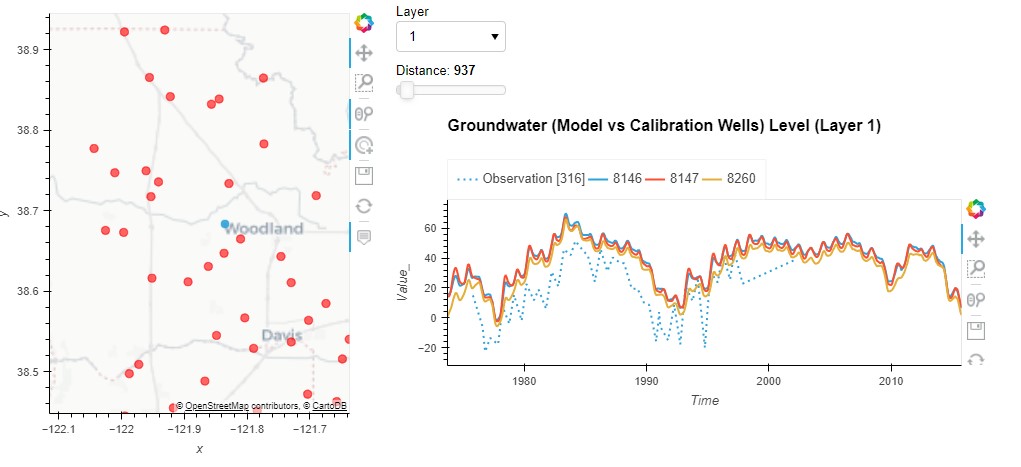 38.9
38.8
38.7
38.6
38.5
y
Woodland
Davis
© OpenStreetMap contributors, © CartoDB
−122.1 −122 −121.9 −121.8 −121.7
x
Layer
1
Distance: 937
Groundwater (Model vs Calibration Wells) Level (Layer 1)
Observation [316] 8146 8147 8260
60
40
20
0
−20
Value_
1980 1990 2000 2010
Time